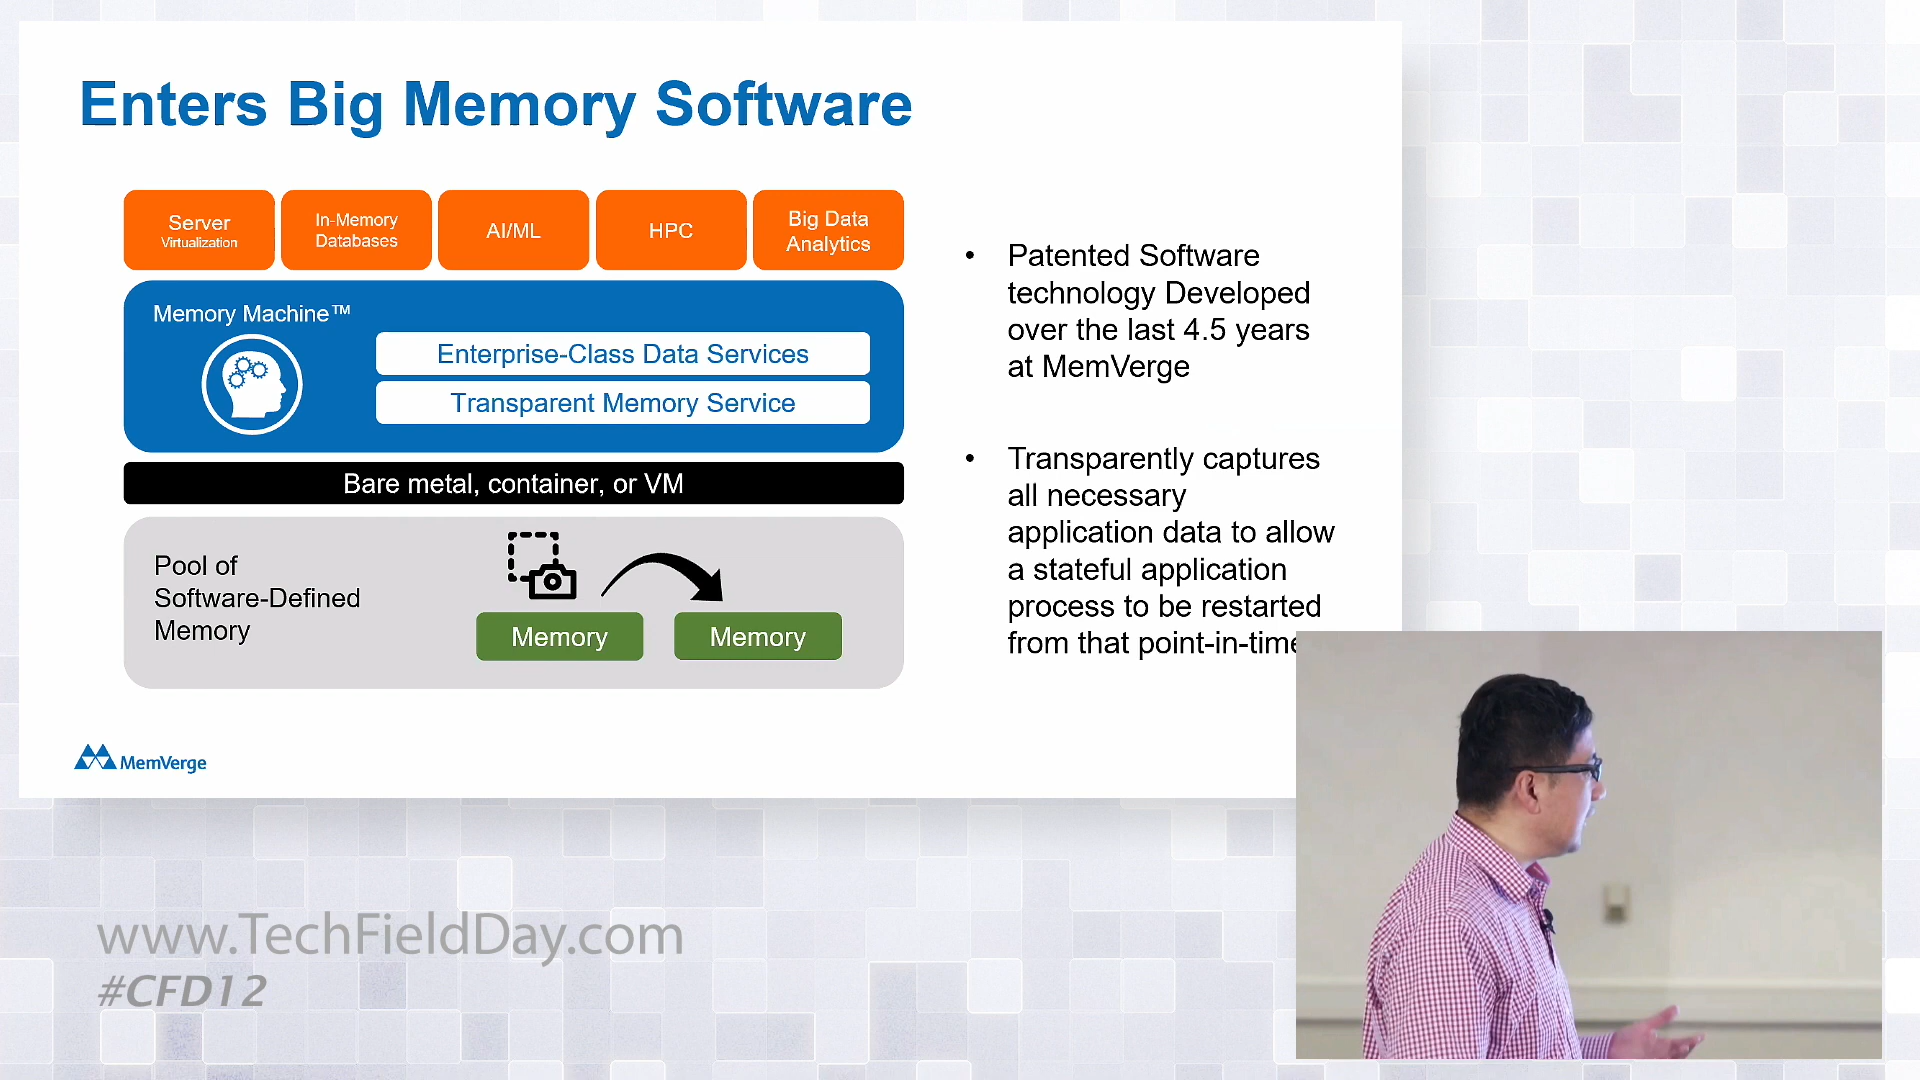 Enters Big Memory Software
Server
Virtualization
In-Memory
Databases
AI/ML
HPC
Big Data
Analytics
Memory Machine™
Enterprise-Class Data Services
Transparent Memory Service
Bare metal, container, or VM
Pool of
Software-Defined
Memory
Memory
Memory
• Patented Software
technology Developed
over the last 4.5 years
at MemVerge
• Transparently captures
all necessary
application data to allow
a stateful application
process to be restarted
from that point-in-time
MemVerge
www.TechFieldDay.com
#CFD12